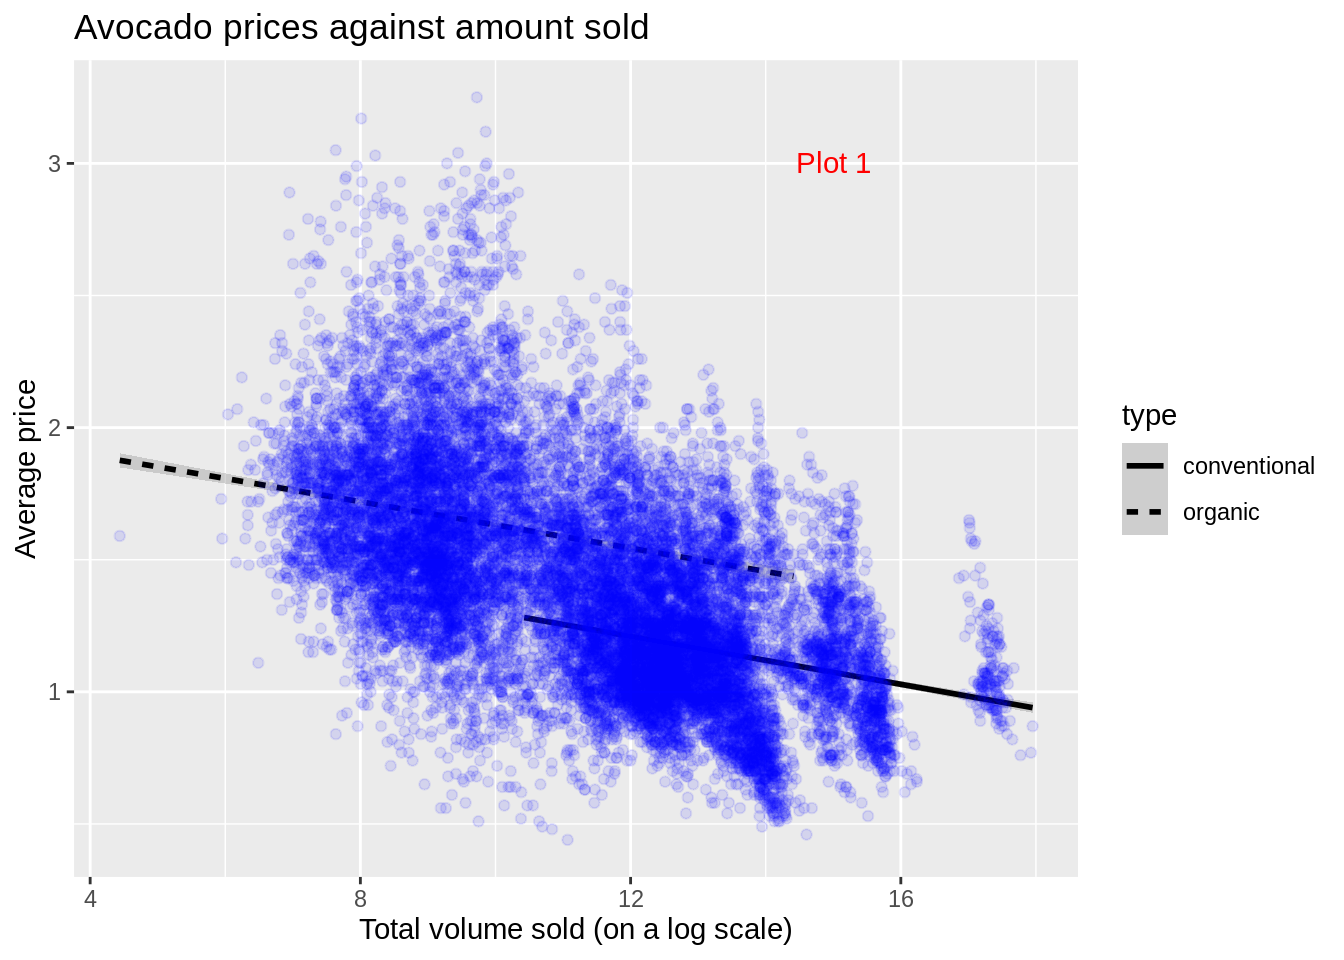 Avocado prices against amount sold
Plot 1
3
2
1
Average price
4 8 12 16
Total volume sold (on a log scale)
type
conventional
organic